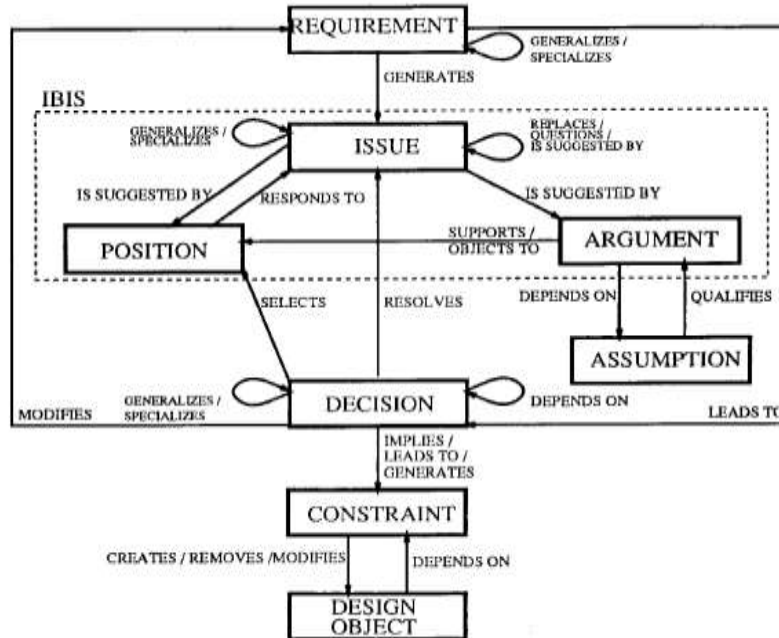 REQUIREMENT
GENERALIZES /
SPECIALIZES
GENERATES
IBIS
GENERALIZES /
SPECIALIZES
ISSUE
REPLACES /
QUESTIONS /
IS SUGGESTED BY
IS SUGGESTED BY
RESPONDS TO
IS SUGGESTED BY
POSITION
SUPPORTS /
OBJECTS TO
ARGUMENT
SELECTS
RESOLVES
DEPENDS ON
QUALIFIES
ASSUMPTION
GENERALIZES /
SPECIALIZES
DECISION
DEPENDS ON
MODIFIES
LEADS TO
IMPLIES /
LEADS TO /
GENERATES
CONSTRAINT
CREATES / REMOVES /MODIFIES
DEPENDS ON
DESIGN
OBJECT